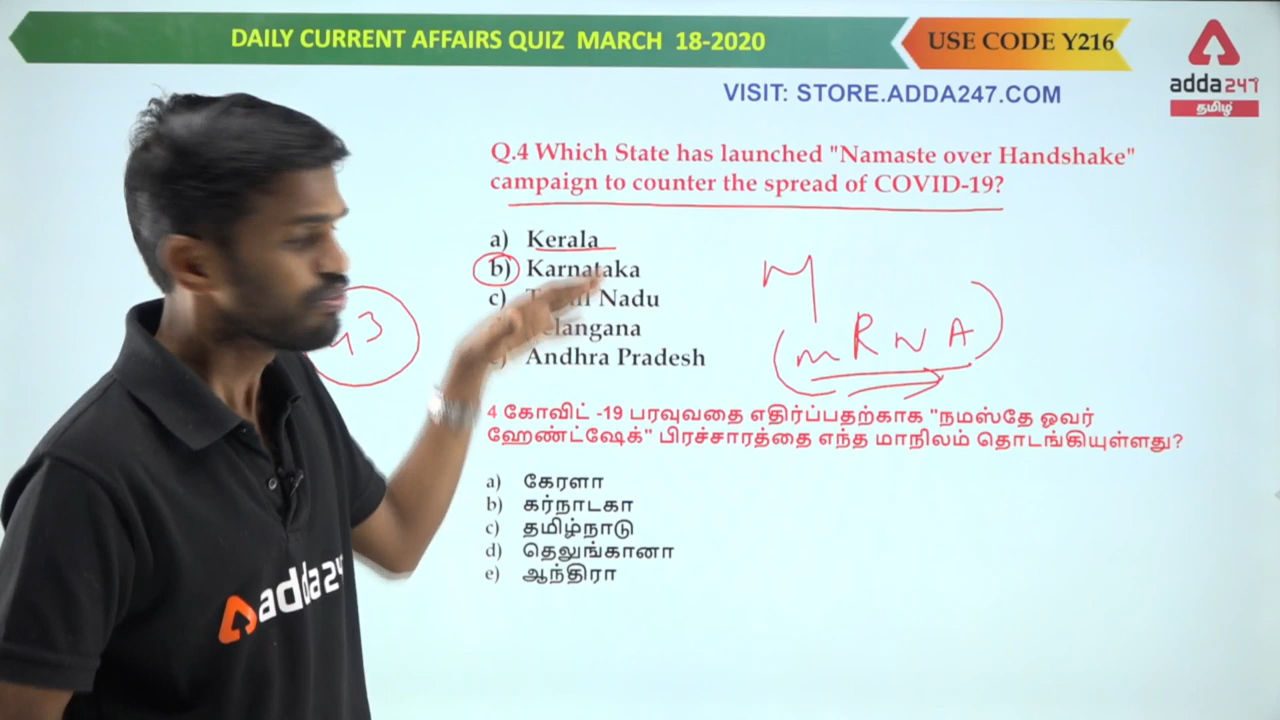 DAILY CURRENT AFFAIRS QUIZ MARCH 18-2020
USE CODE Y216
adda247
தமிழ்
VISIT: STORE.ADDA247.COM
Q.4 Which State has launched "Namaste over Handshake"
campaign to counter the spread of COVID-19?
a) Kerala
b) Karnataka
c) Nadu
Telangana
Andhra Pradesh
M
mRNA
43
4 கோவிட் -19 பரவுவதை எதிர்ப்பதற்காக "நமஸ்தே ஓவர்
ஹேண்ட்ஷேக்" பிரச்சாரத்தை எந்த மாநிலம் தொடங்கியுள்ளது?
a) கேரளா
b) கர்நாடகா
c) தமிழ்நாடு
d) தெலுங்கானா
e) ஆந்திரா
adda24